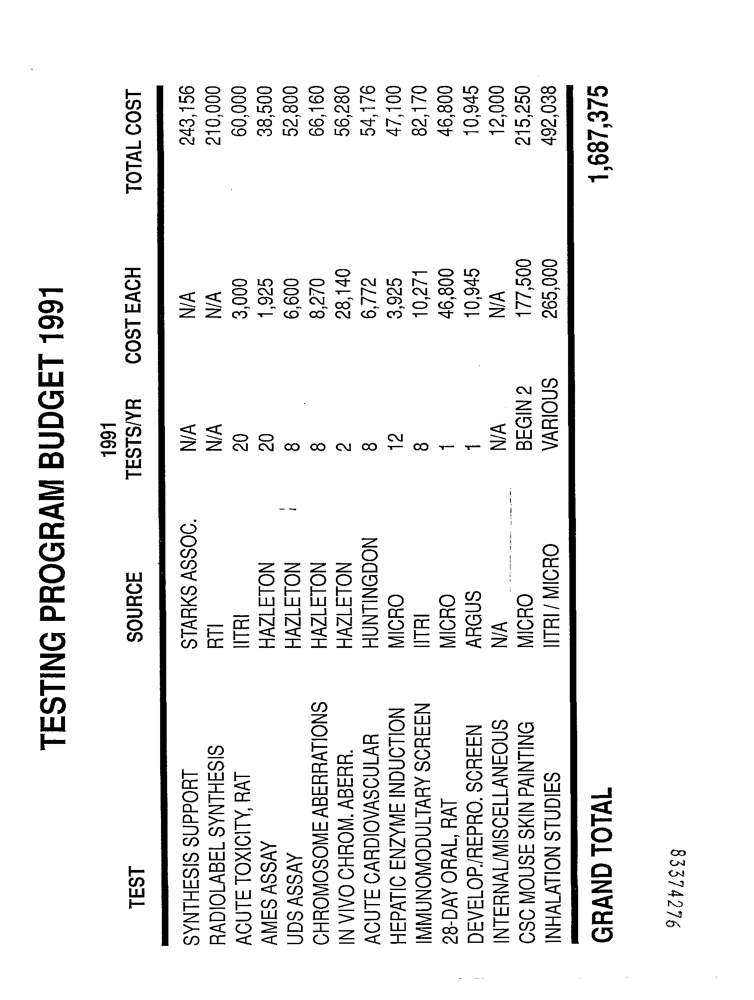 TESTING PROGRAM BUDGET 1991
1991
TEST SOURCE TESTS/YR COST EACH TOTAL COST
SYNTHESIS SUPPORT STARKS ASSOC. N/A N/A 243,156
RADIOLABEL SYNTHESIS RTI N/A N/A 210,000
ACUTE TOXICITY, RAT IITRI 20 3,000 60,000
AMES ASSAY HAZLETON 20 1,925 38,500
UDS ASSAY HAZLETON 8 6,600 52,800
CHROMOSOME ABERRATIONS HAZLETON 8 8,270 66,160
IN VIVO CHROM. ABERR. HAZLETON 2 28,140 56,280
ACUTE CARDIOVASCULAR HUNTINGDON 8 6,772 54,176
HEPATIC ENZYME INDUCTION MICRO 12 3,925 47,100
IMMUNOMODULTARY SCREEN IITRI 8 10,271 82,170
28-DAY ORAL, RAT MICRO 1 46,800 46,800
DEVELOP./REPRO. SCREEN ARGUS 1 10,945 10,945
INTERNAL/MISCELLANEOUS N/A N/A N/A 12,000
CSC MOUSE SKIN PAINTING MICRO BEGIN 2 177,500 215,250
INHALATION STUDIES IITRI / MICRO VARIOUS 265,000 492,038
GRAND TOTAL 1,687,375
83374276